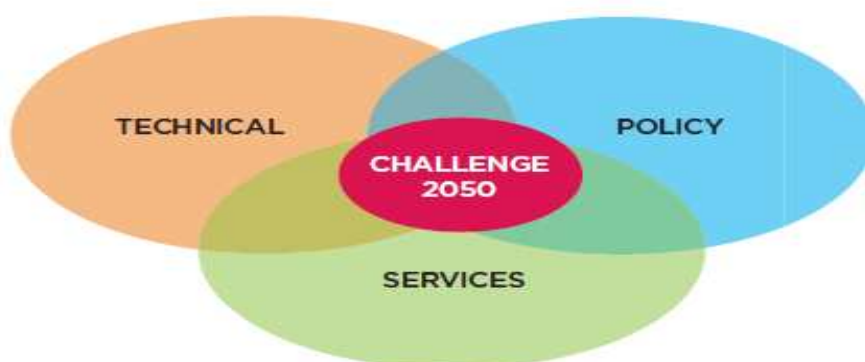 TECHNICAL
POLICY
CHALLENGE
2050
SERVICES